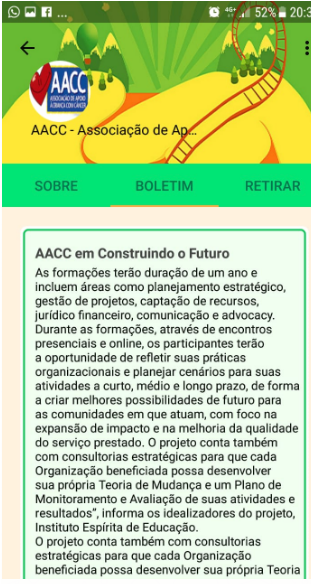 4G+ 52% 20:3
AACC
ASSOCIAÇÃO DE APOIO
À CRIANÇA COM CÂNCER
AACC - Associação de Ap...
SOBRE BOLETIM RETIRAR
AACC em Construindo o Futuro
As formações terão duração de um ano e
incluem áreas como planejamento estratégico,
gestão de projetos, captação de recursos,
jurídico financeiro, comunicação e advocacy.
Durante as formações, através de encontros
presenciais e online, os participantes terão
a oportunidade de refletir suas práticas
organizacionais e planejar cenários para suas
atividades a curto, médio e longo prazo, de forma
a criar melhores possibilidades de futuro para
as comunidades em que atuam, com foco na
expansão de impacto e na melhoria da qualidade
do serviço prestado. O projeto conta também
com consultorias estratégicas para que cada
Organização beneficiada possa desenvolver
sua própria Teoria de Mudança e um Plano de
Monitoramento e Avaliação de suas atividades e
resultados", informa os idealizadores do projeto,
Instituto Espírita de Educação.
O projeto conta também com consultorias
estratégicas para que cada Organização
beneficiada possa desenvolver sua própria Teoria